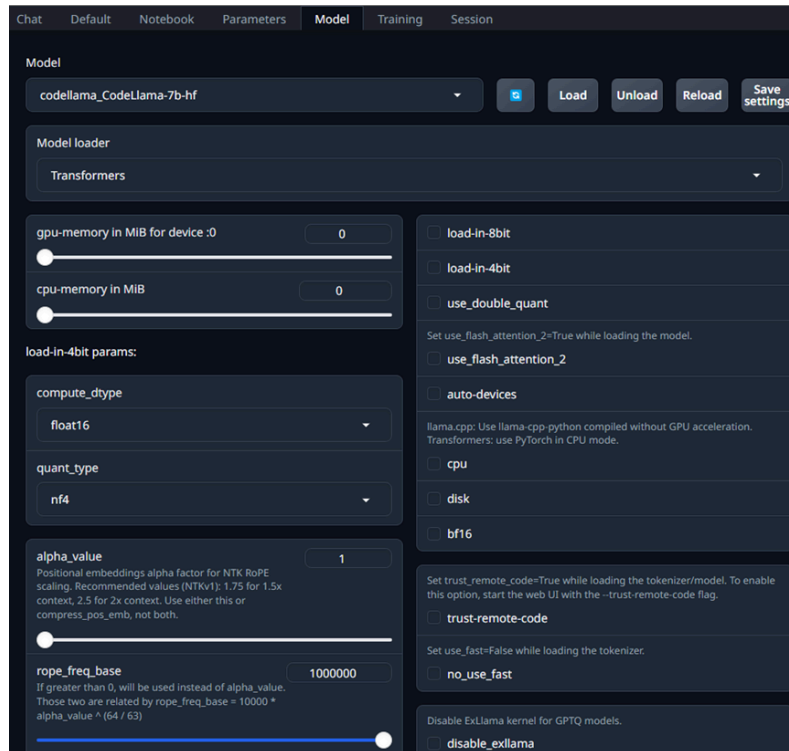 Chat Default Notebook Parameters Model Training Session
Model
codellama_CodeLlama-7b-hf
Load
Unload
Reload
Save
settings
Model loader
Transformers
gpu-memory in MiB for device :0
0
cpu-memory in MiB
0
load-in-4bit params:
compute_dtype
float16
quant_type
nf4
alpha_value
1
Positional embeddings alpha factor for NTK RoPE
scaling. Recommended values (NTKv1): 1.75 for 1.5x
context, 2.5 for 2x context. Use either this or
compress_pos_emb, not both.
rope_freq_base
1000000
If greater than 0, will be used instead of alpha_value.
Those two are related by rope_freq_base = 10000 *
alpha_value ^ (64 / 63)
load-in-8bit
load-in-4bit
use_double_quant
Set use_flash_attention_2=True while loading the model.
use_flash_attention_2
auto-devices
llama.cpp: Use llama-cpp-python compiled without GPU acceleration.
Transformers: use PyTorch in CPU mode.
cpu
disk
bf16
Set trust_remote_code=True while loading the tokenizer/model. To enable
this option, start the web UI with the --trust-remote-code flag.
trust-remote-code
Set use_fast=False while loading the tokenizer.
no_use_fast
Disable ExLlama kernel for GPTQ models.
disable_exllama